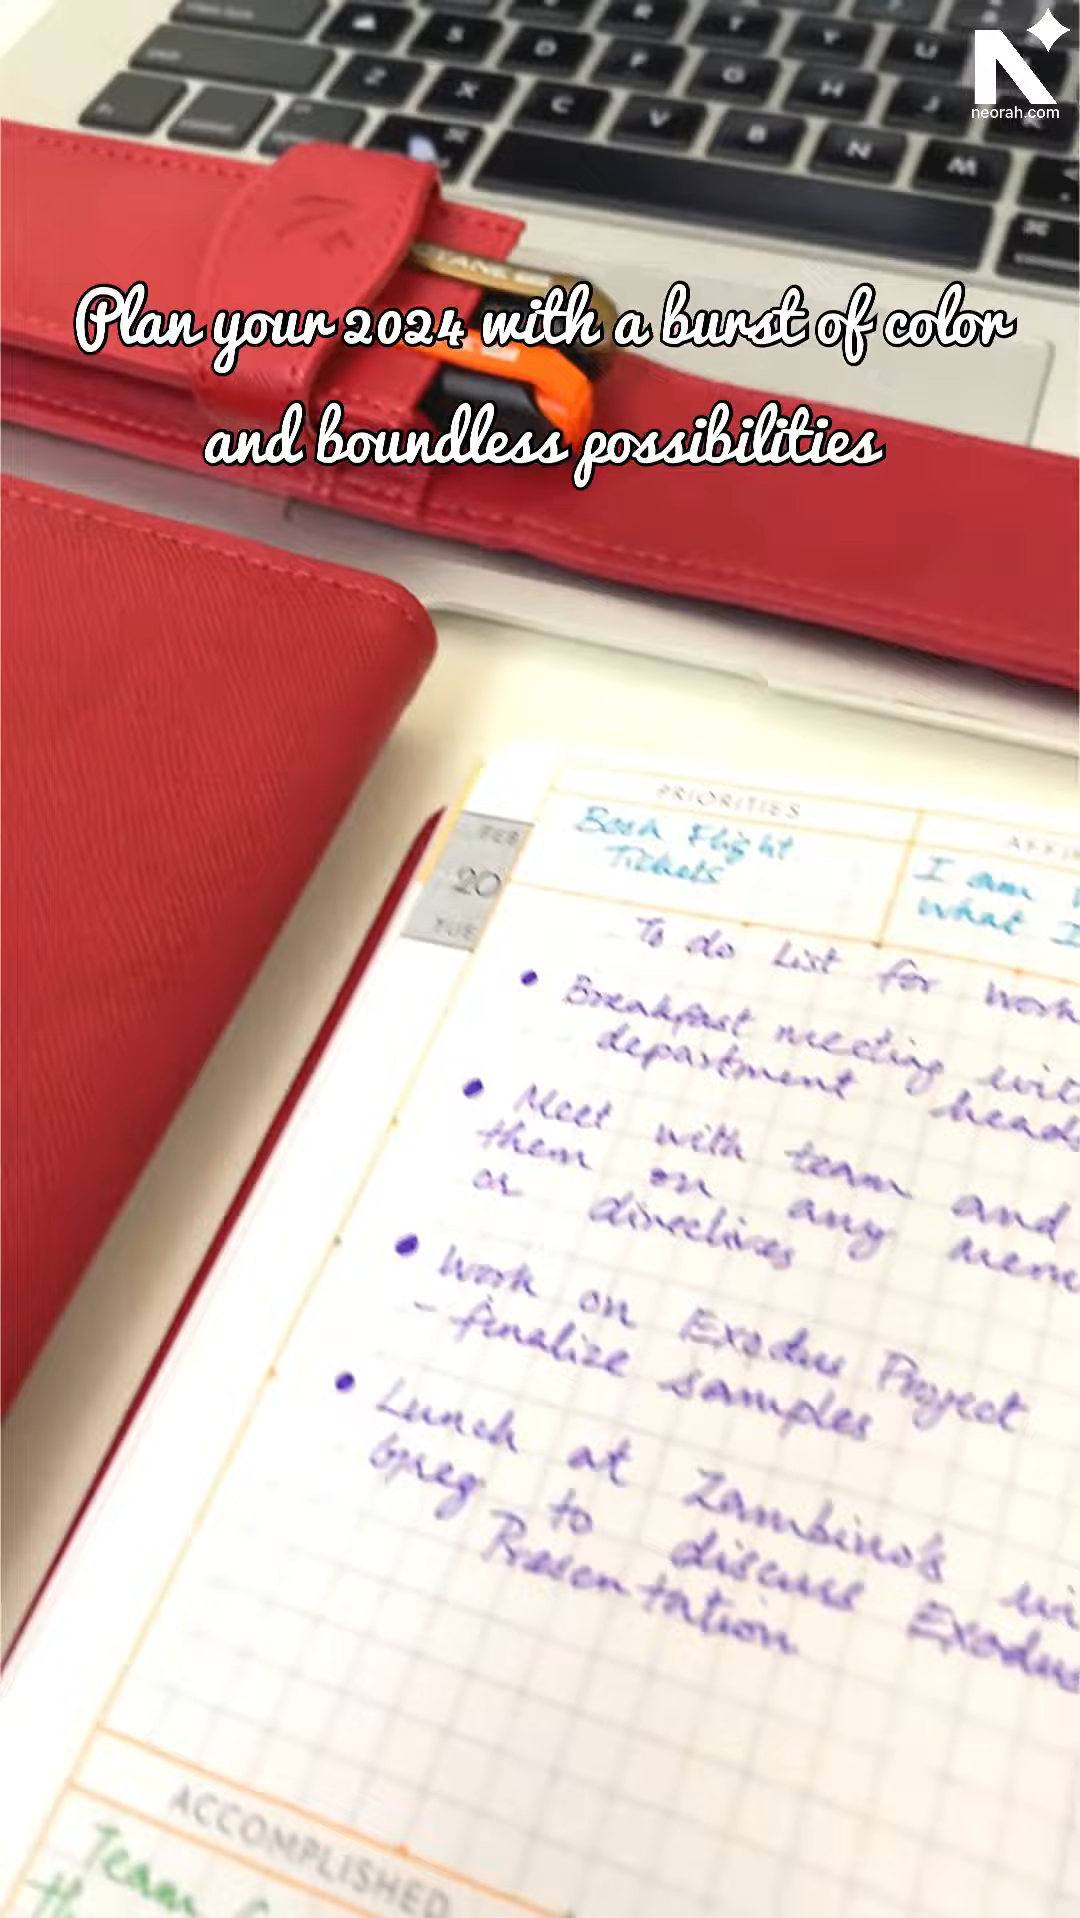 neorah.com
Plan your 2024 with a burst of color
and boundless possibilities
PRIORITIES
Book Flight
Tickets
I am
what I
FEB
20
TUE
To do List for work
Breakfast meeting
department heads
Meet with team and
them on any
or directives
Work on Exodus Project
- finalize samples
Lunch at Zambino's
Greg to discuss Exodus
Presentation
ACCOMPLISHED
Team